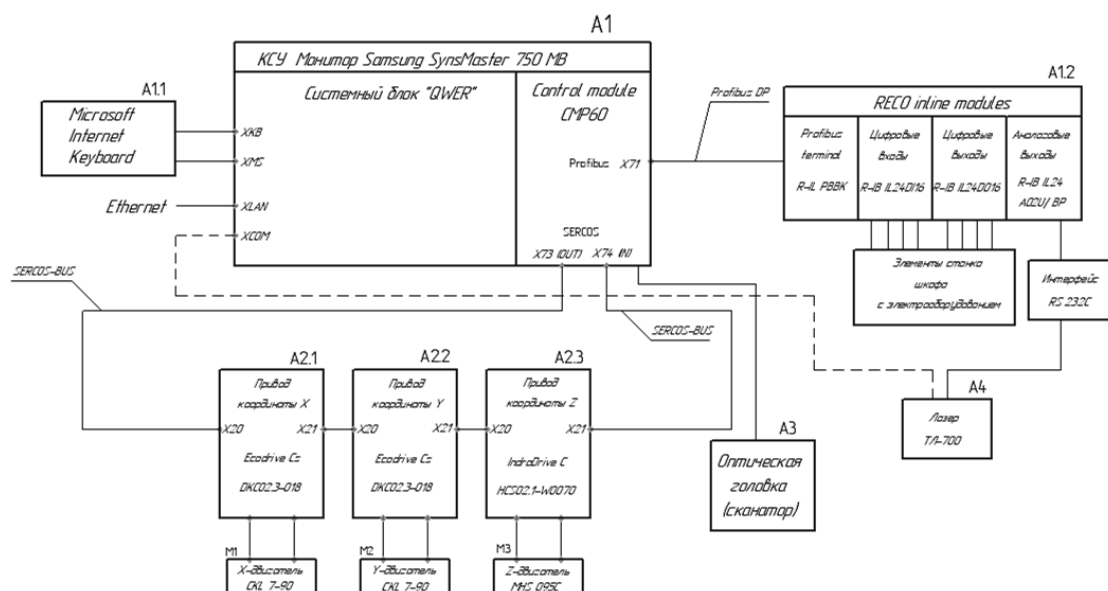 A1
КСУ Монитор Samsung SynsMaster 750 MB
Системный блок "QWER"
Control module
CMP60
A1.1
Microsoft
Internet
Keyboard
XKB
XMS
Ethernet
XLAN
XCOM
Profibus X71
SERCOS
X73 (OUT) X74 (IN)
Profibus DP
A1.2
RECO inline modules
Profibus
terminal
R-IL PBBK
Цифровые
входы
R-IB IL24DI16
Цифровые
выходы
R-IB IL24DO16
Аналоговые
выходы
R-IB IL24
AO2U/ BP
Элементы станка
шкафа
с электрооборудованием
Интерфейс
RS 232C
SERCOS-BUS
SERCOS-BUS
A2.1
Привод
координаты X
X20 X21
Ecodrive Cs
DKC02.3-018
A2.2
Привод
координаты Y
X20 X21
Ecodrive Cs
DKC02.3-018
A2.3
Привод
координаты Z
X20 X21
IndraDrive C
HCS02.1-W0070
A3
Оптическая
головка
(сканатор)
A4
Лазер
ТЛ-700
M1
X-двигатель
CKL 7-90
M2
Y-двигатель
CKL 7-90
M3
Z-двигатель
MHS 095C